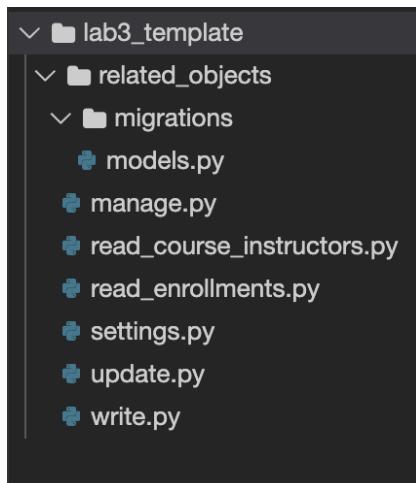 lab3_template
related_objects
migrations
models.py
manage.py
read_course_instructors.py
read_enrollments.py
settings.py
update.py
write.py